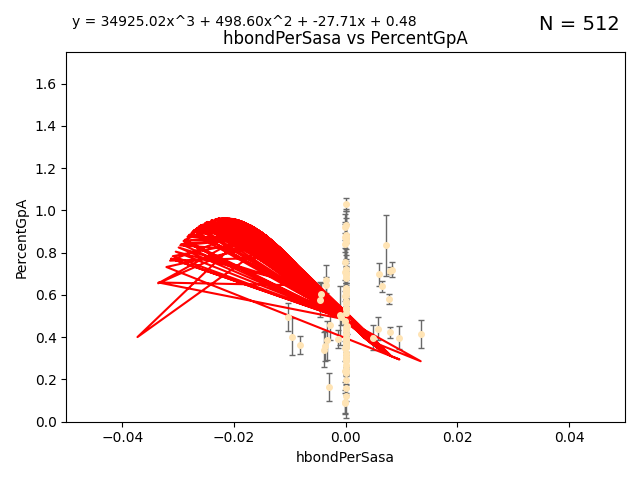 y = 34925.02x^3 + 498.60x^2 + -27.71x + 0.48
N = 512
hbondPerSasa vs PercentGpA
PercentGpA
1.6
1.4
1.2
1.0
0.8
0.6
0.4
0.2
0.0
−0.04
−0.02
0.00
0.02
0.04
hbondPerSasa